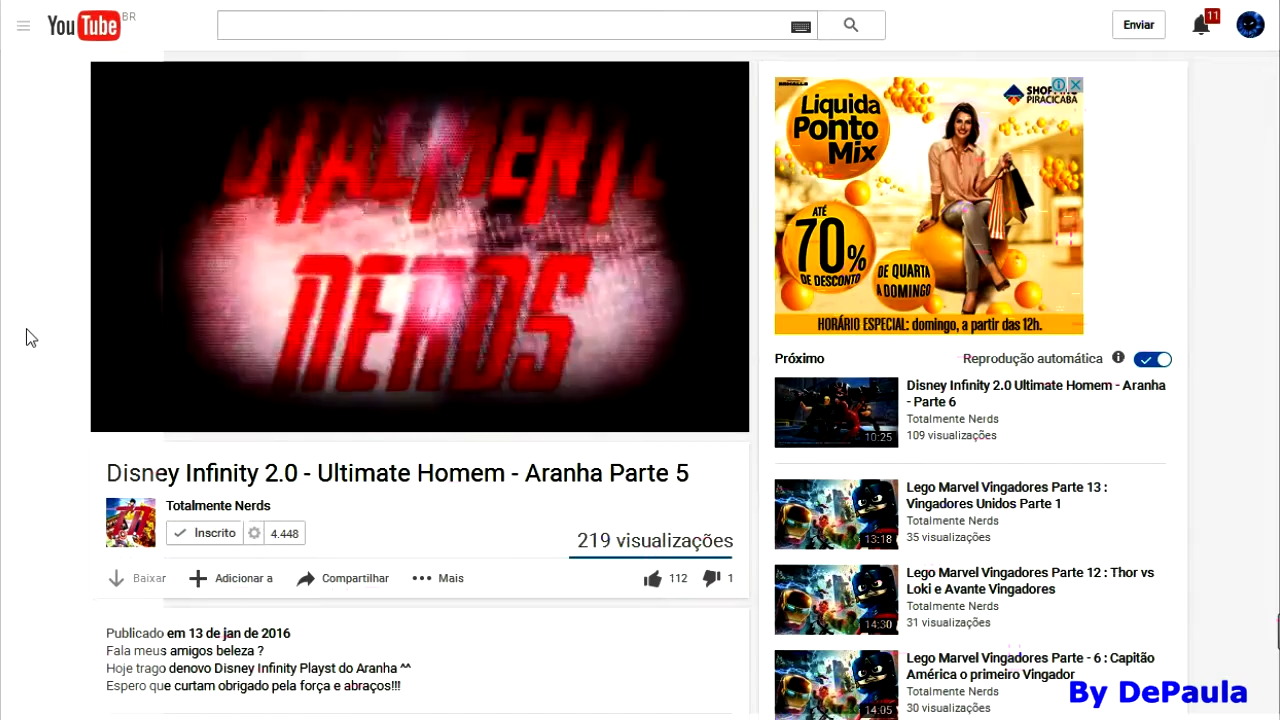 YouTube BR
Enviar
11
TOTALMENTE
NERDS
Disney Infinity 2.0 - Ultimate Homem - Aranha Parte 5
Totalmente Nerds
Inscrito 4.448
219 visualizações
Baixar Adicionar a Compartilhar Mais 112 1
Publicado em 13 de jan de 2016
Fala meus amigos beleza ?
Hoje trago denovo Disney Infinity Playst do Aranha ^^
Espero que curtam obrigado pela força e abraços!!!
Liquida
Ponto
Mix
SHOPPING
PIRACICABA
ATÉ
70%
DE DESCONTO
DE QUARTA
A DOMINGO
HORÁRIO ESPECIAL: domingo, a partir das 12h.
Próximo Reprodução automática
Disney Infinity 2.0 Ultimate Homem - Aranha
- Parte 6
Totalmente Nerds
109 visualizações
10:25
Lego Marvel Vingadores Parte 13 :
Vingadores Unidos Parte 1
Totalmente Nerds
35 visualizações
13:18
Lego Marvel Vingadores Parte 12 : Thor vs
Loki e Avante Vingadores
Totalmente Nerds
31 visualizações
14:30
Lego Marvel Vingadores Parte - 6 : Capitão
América o primeiro Vingador
Totalmente Nerds
30 visualizações
14:05
By DePaula